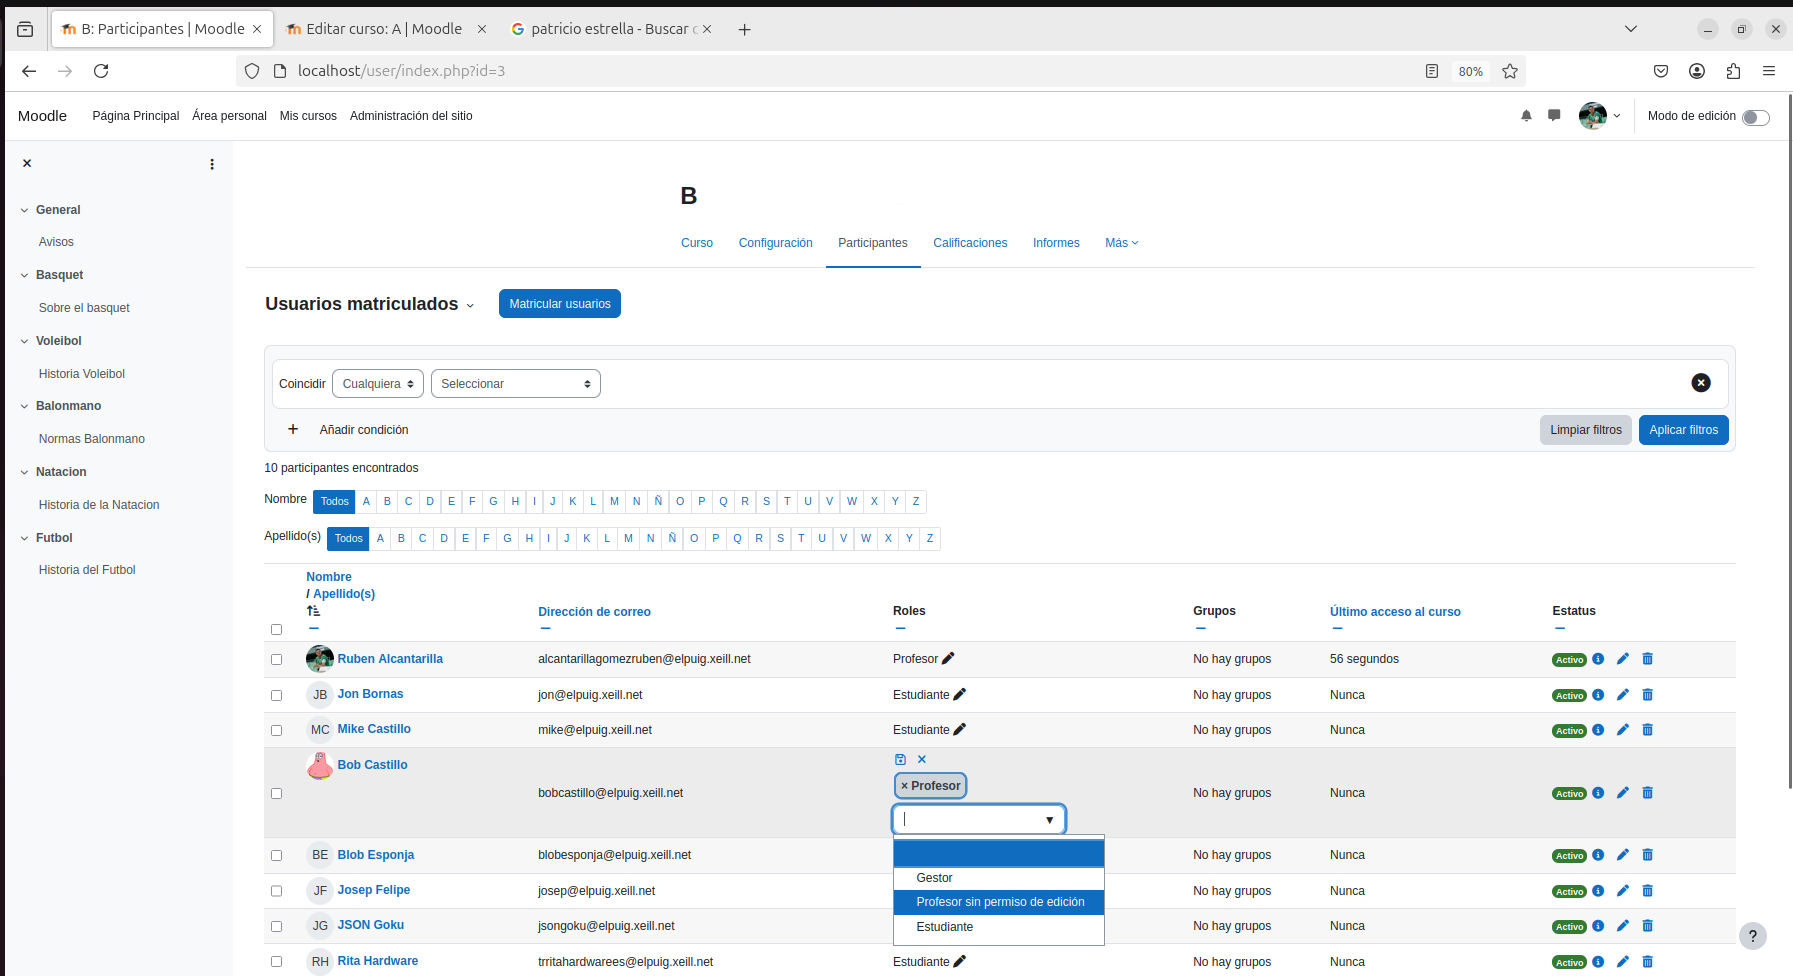 B: Participantes | Moodle
Editar curso: A | Moodle
patricio estrella - Buscar
localhost/user/index.php?id=3
80%
Moodle
Página Principal
Área personal
Mis cursos
Administración del sitio
Modo de edición
General
Avisos
Basquet
Sobre el basquet
Voleibol
Historia Voleibol
Balonmano
Normas Balonmano
Natacion
Historia de la Natacion
Futbol
Historia del Futbol
B
Curso Configuración Participantes Calificaciones Informes Más
Usuarios matriculados Matricular usuarios
Coincidir Cualquiera Seleccionar
+ Añadir condición Limpiar filtros Aplicar filtros
10 participantes encontrados
Nombre Todos A B C D E F G H I J K L M N Ñ O P Q R S T U V W X Y Z
Apellido(s) Todos A B C D E F G H I J K L M N Ñ O P Q R S T U V W X Y Z
Nombre
/ Apellido(s) Dirección de correo Roles Grupos Último acceso al curso Estatus
Ruben Alcantarilla alcantarillagomezruben@elpuig.xeill.net Profesor No hay grupos 56 segundos Activo
JB Jon Bornas jon@elpuig.xeill.net Estudiante No hay grupos Nunca Activo
MC Mike Castillo mike@elpuig.xeill.net Estudiante No hay grupos Nunca Activo
Bob Castillo bobcastillo@elpuig.xeill.net × Profesor No hay grupos Nunca Activo
Gestor
Profesor sin permiso de edición
Estudiante
BE Blob Esponja blobesponja@elpuig.xeill.net No hay grupos Nunca Activo
JF Josep Felipe josep@elpuig.xeill.net No hay grupos Nunca Activo
JG JSON Goku jsongoku@elpuig.xeill.net No hay grupos Nunca Activo
RH Rita Hardware trritahardwarees@elpuig.xeill.net Estudiante No hay grupos Nunca Activo
?